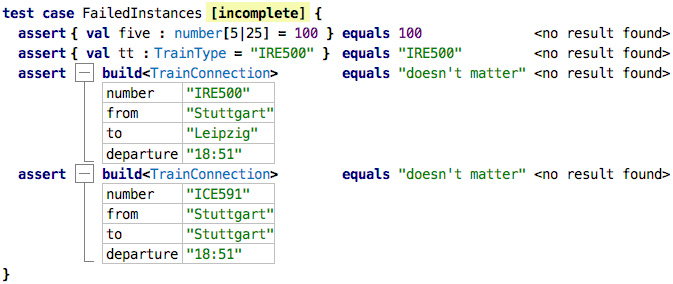 test case FailedInstances [incomplete] {
assert { val five : number[5|25] = 100 } equals 100 <no result found>
assert { val tt : TrainType = "IRE500" } equals "IRE500" <no result found>
assert build<TrainConnection> equals "doesn't matter" <no result found>
number "IRE500"
from "Stuttgart"
to "Leipzig"
departure "18:51"
assert build<TrainConnection> equals "doesn't matter" <no result found>
number "ICE591"
from "Stuttgart"
to "Stuttgart"
departure "18:51"
}